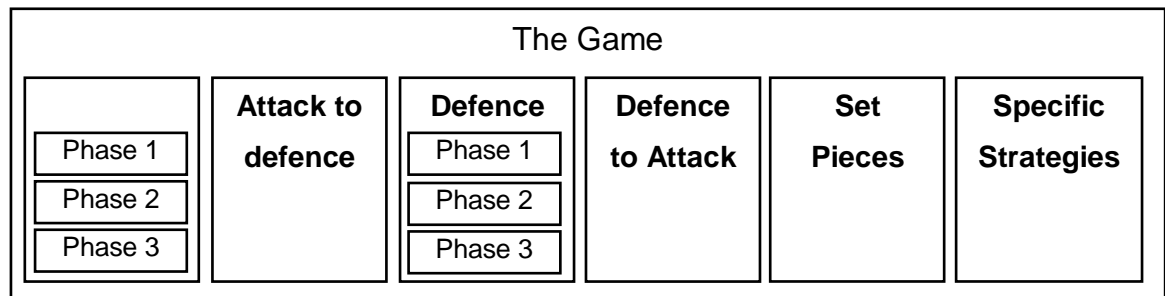 The Game
Phase 1
Phase 2
Phase 3
Attack to
defence
Defence
Phase 1
Phase 2
Phase 3
Defence
to Attack
Set
Pieces
Specific
Strategies